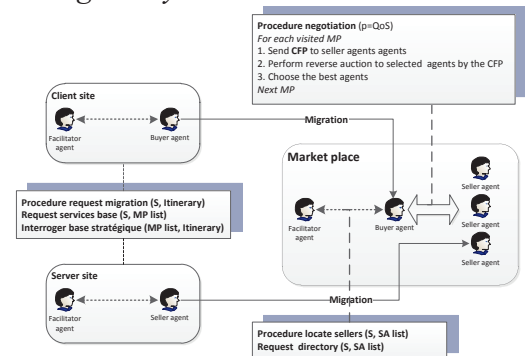 Procedure negotiation (p=QoS)
For each visited MP
1. Send CFP to seller agents agents
2. Perform reverse auction to selected agents by the CFP
3. Choose the best agents
Next MP
Client site
Facilitator
agent
Buyer agent
Migration
Market place
Seller agent
Facilitator
agent
Buyer agent
Seller agent
Seller agent
Procedure request migration (S, Itinerary)
Request services base (S, MP list)
Interroger base stratégique (MP list, Itinerary)
Server site
Facilitator
agent
Seller agent
Migration
Procedure locate sellers (S, SA list)
Request directory (S, SA list)